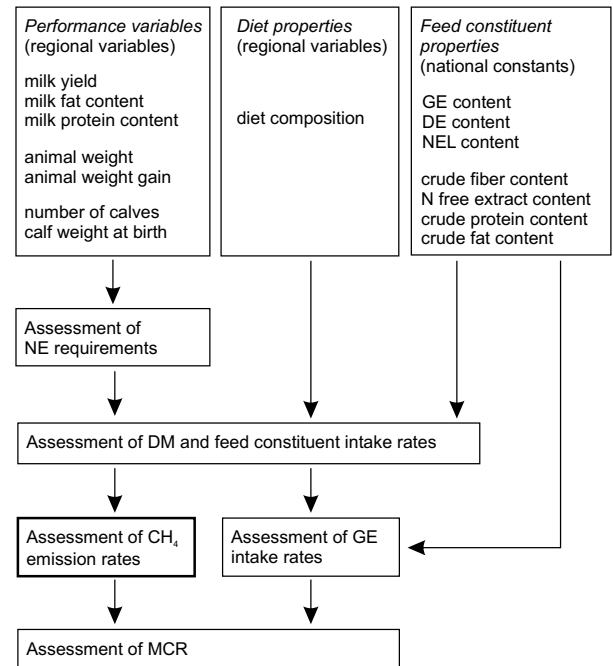 Performance variables
(regional variables)
milk yield
milk fat content
milk protein content
animal weight
animal weight gain
number of calves
calf weight at birth
Diet properties
(regional variables)
diet composition
Feed constituent
properties
(national constants)
GE content
DE content
NEL content
crude fiber content
N free extract content
crude protein content
crude fat content
Assessment of
NE requirements
Assessment of DM and feed constituent intake rates
Assessment of CH₄
emission rates
Assessment of GE
intake rates
Assessment of MCR